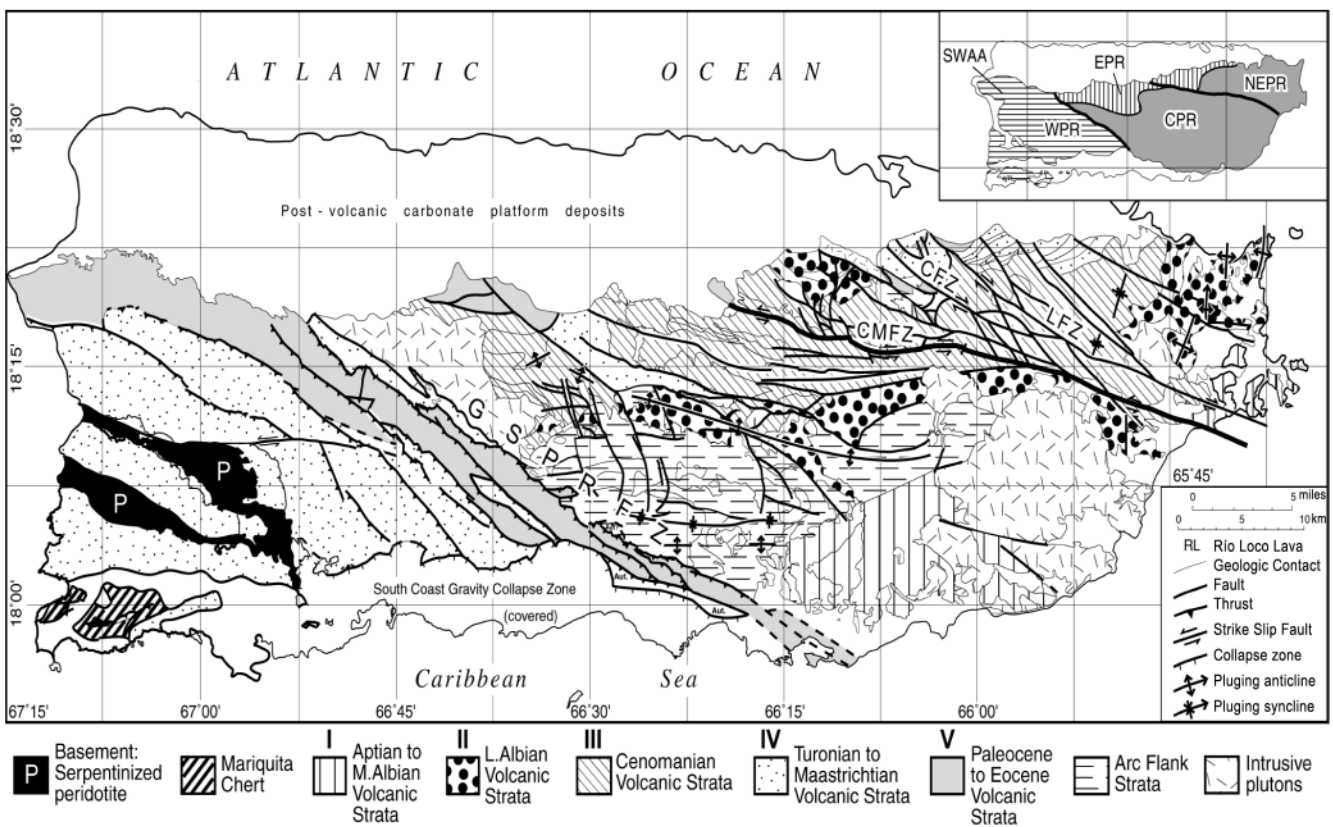 ATLANTIC OCEAN
SWAA
EPR
NEPR
WPR
CPR
18°30'
Post - volcanic carbonate platform deposits
CFZ
LFZ
CMFZ
18°15'
GSPR-FZ
P
P
65°45'
0 5 miles
0 5 10 km
RL Río Loco Lava
Geologic Contact
Fault
Thrust
Strike Slip Fault
Collapse zone
Pluging anticline
Pluging syncline
18°00'
South Coast Gravity Collapse Zone
(covered)
Aut.
Aut.
Caribbean Sea
67°15' 67°00' 66°45' 66°30' 66°15' 66°00'
P Basement:
Serpentinized
peridotite
Mariquita
Chert
I
Aptian to
M.Albian
Volcanic
Strata
II
L.Albian
Volcanic
Strata
III
Cenomanian
Volcanic Strata
IV
Turonian to
Maastrichtian
Volcanic Strata
V
Paleocene
to Eocene
Volcanic
Strata
Arc Flank
Strata
Intrusive
plutons